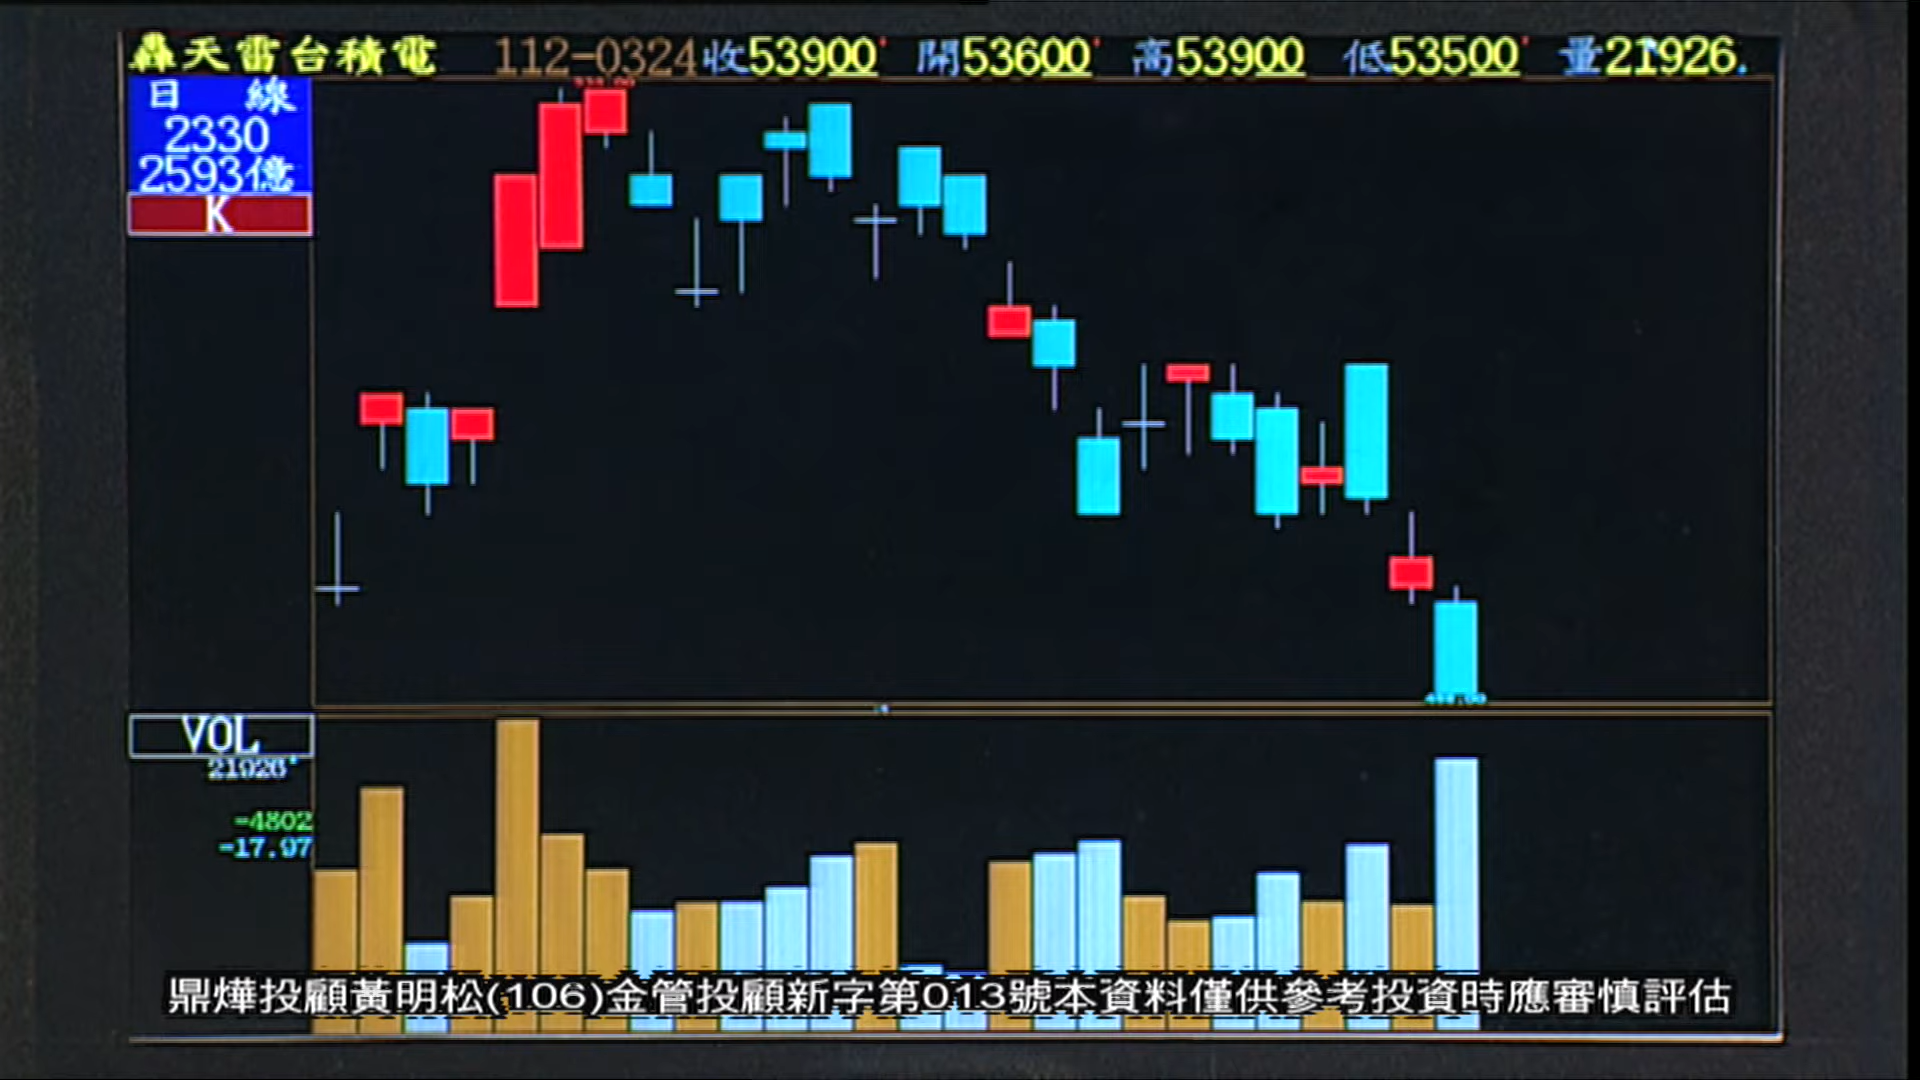 轟天雷台積電 112-0324收53900 開53600 高53900 低53500 量21926
日 線
2330
2593億
K
VOL
21926
-4802
-17.97
鼎燁投顧黃明松(106)金管投顧新字第013號本資料僅供參考投資時應審慎評估